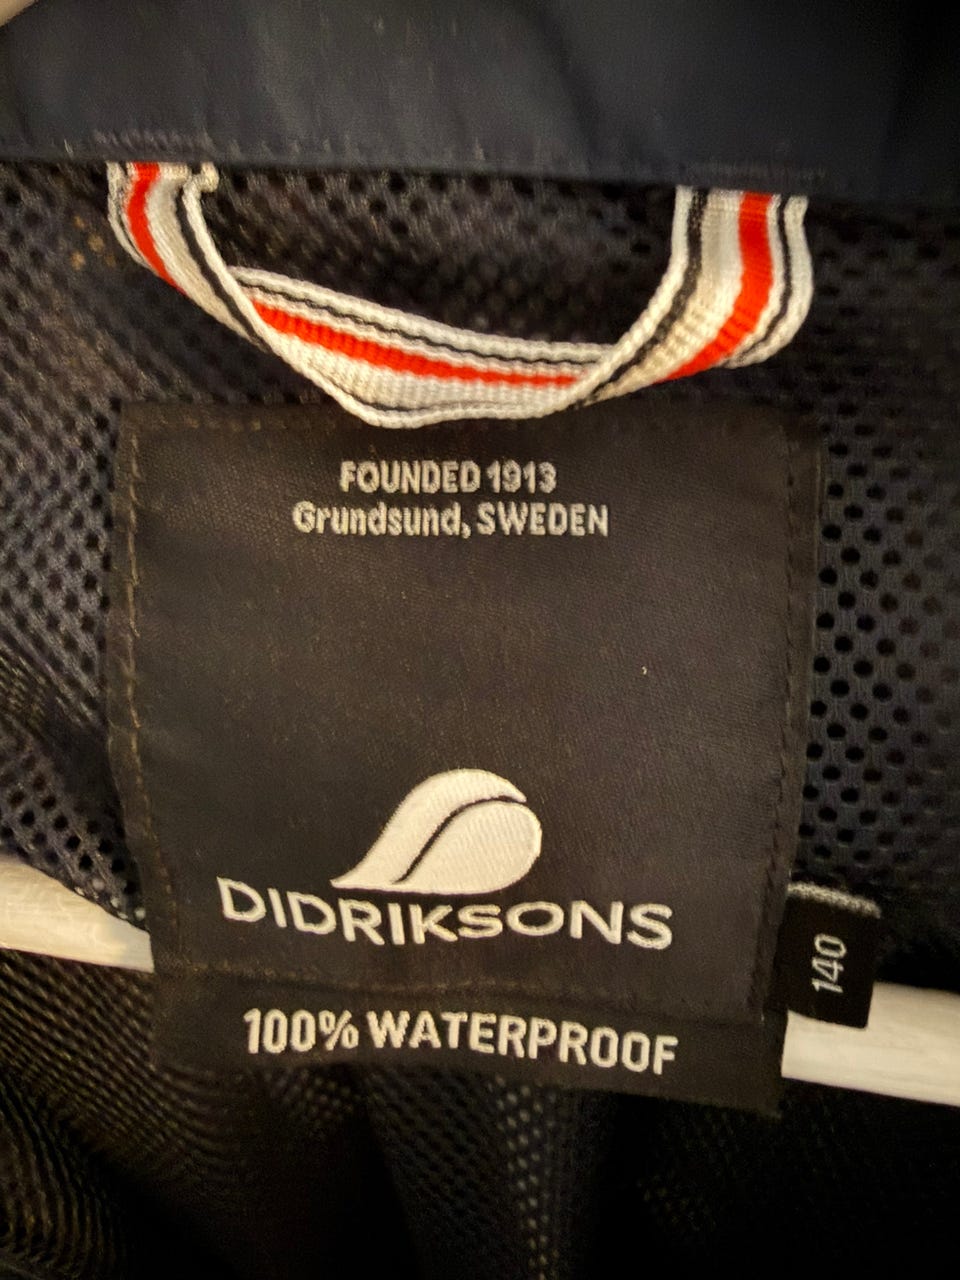 FOUNDED 1913
Grundsund, SWEDEN
DIDRIKSONS
140
100% WATERPROOF